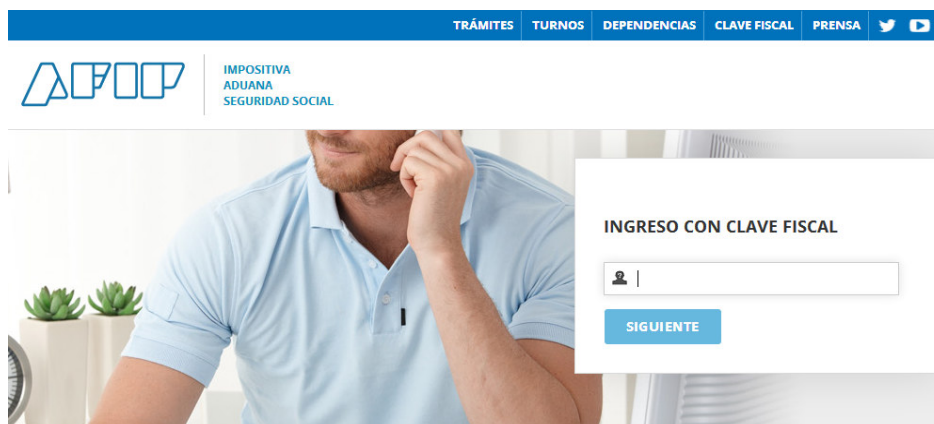 TRÁMITES TURNOS DEPENDENCIAS CLAVE FISCAL PRENSA
AFIP
IMPOSITIVA
ADUANA
SEGURIDAD SOCIAL
INGRESO CON CLAVE FISCAL
SIGUIENTE